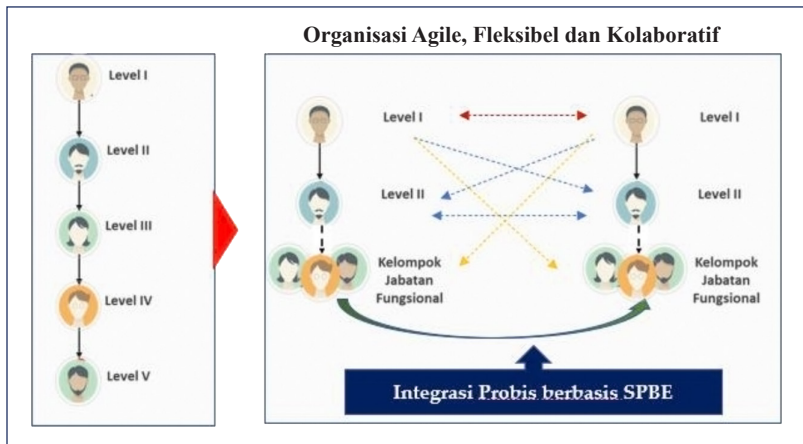 Organisasi Agile, Fleksibel dan Kolaboratif
Level I
Level II
Level III
Level IV
Level V
Level I
Level I
Level II
Level II
Kelompok
Jabatan
Fungsional
Kelompok
Jabatan
Fungsional
Integrasi Probis berbasis SPBE